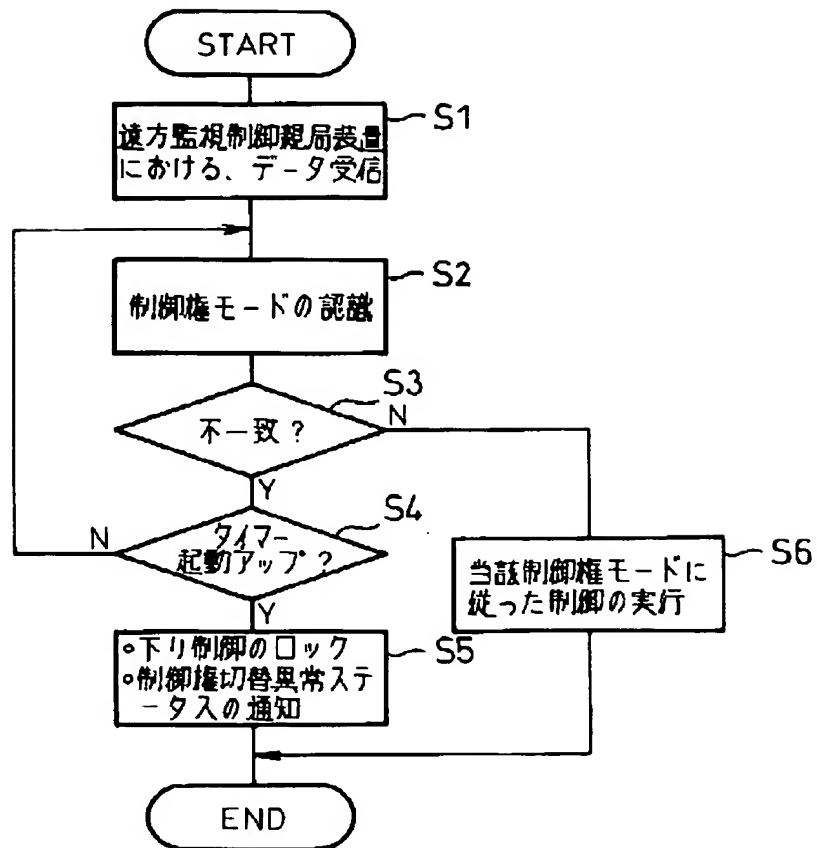 START
S1
遠方監視制御親局装置
における、データ受信
S2
制御権モードの認識
S3
不一致？
N
Y
S4
タイマー
起動アップ？
N
Y
S5
•下り制御のロック
•制御権切替異常ステ
ータスの通知
S6
当該制御権モードに
従った制御の実行
END